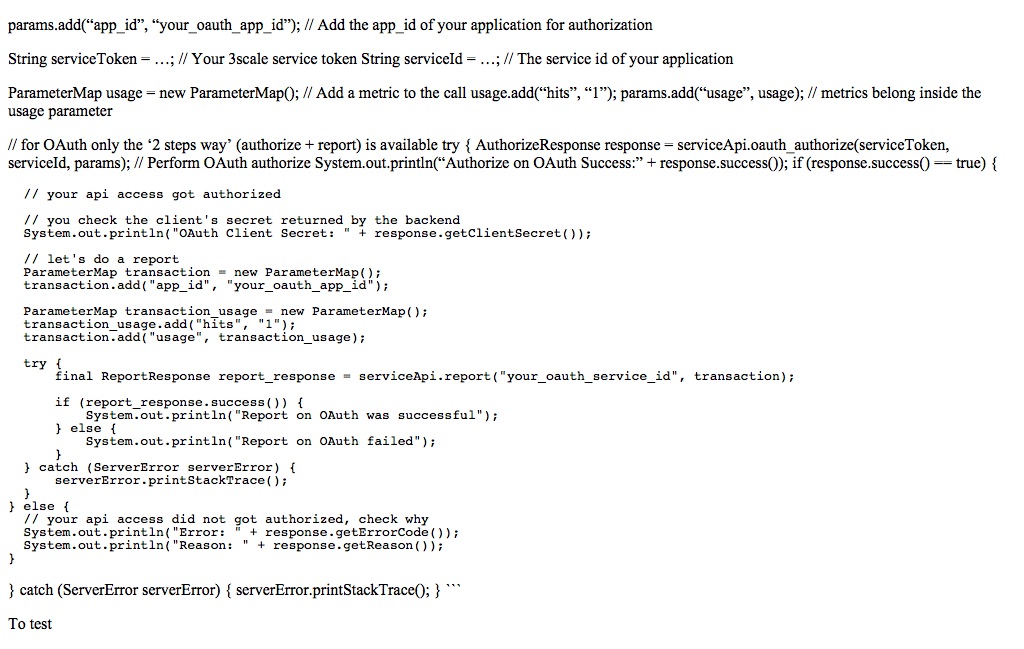 params.add(“app_id”, “your_oauth_app_id”); // Add the app_id of your application for authorization
String serviceToken = …; // Your 3scale service token String serviceId = …; // The service id of your application
ParameterMap usage = new ParameterMap(); // Add a metric to the call usage.add(“hits”, “1”); params.add(“usage”, usage); // metrics belong inside the
usage parameter
// for OAuth only the ‘2 steps way’ (authorize + report) is available try { AuthorizeResponse response = serviceApi.oauth_authorize(serviceToken,
serviceId, params); // Perform OAuth authorize System.out.println(“Authorize on OAuth Success:” + response.success()); if (response.success() == true) {
  // your api access got authorized
  // you check the client's secret returned by the backend
  System.out.println("OAuth Client Secret: " + response.getClientSecret());
  // let's do a report
  ParameterMap transaction = new ParameterMap();
  transaction.add("app_id", "your_oauth_app_id");
  ParameterMap transaction_usage = new ParameterMap();
  transaction_usage.add("hits", "1");
  transaction.add("usage", transaction_usage);
  try {
      final ReportResponse report_response = serviceApi.report("your_oauth_service_id", transaction);
      if (report_response.success()) {
          System.out.println("Report on OAuth was successful");
      } else {
          System.out.println("Report on OAuth failed");
      }
  } catch (ServerError serverError) {
      serverError.printStackTrace();
  }
} else {
  // your api access did not got authorized, check why
  System.out.println("Error: " + response.getErrorCode());
  System.out.println("Reason: " + response.getReason());
}
} catch (ServerError serverError) { serverError.printStackTrace(); } ```
To test